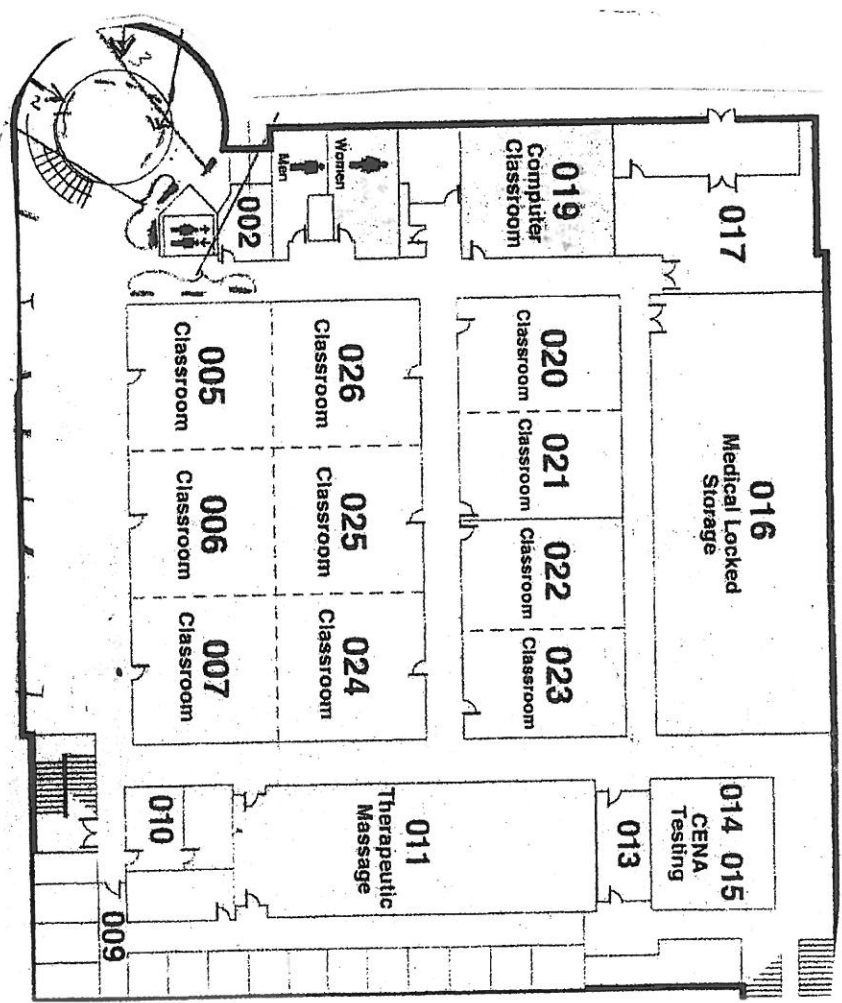 3
2
Men
Women
002
019
Computer
Classroom
017
005
Classroom
026
Classroom
020
Classroom
006
Classroom
025
Classroom
021
Classroom
016
Medical Locked
Storage
022
Classroom
007
Classroom
024
Classroom
023
Classroom
010
011
Therapeutic
Massage
013
014 015
CENA
Testing
009